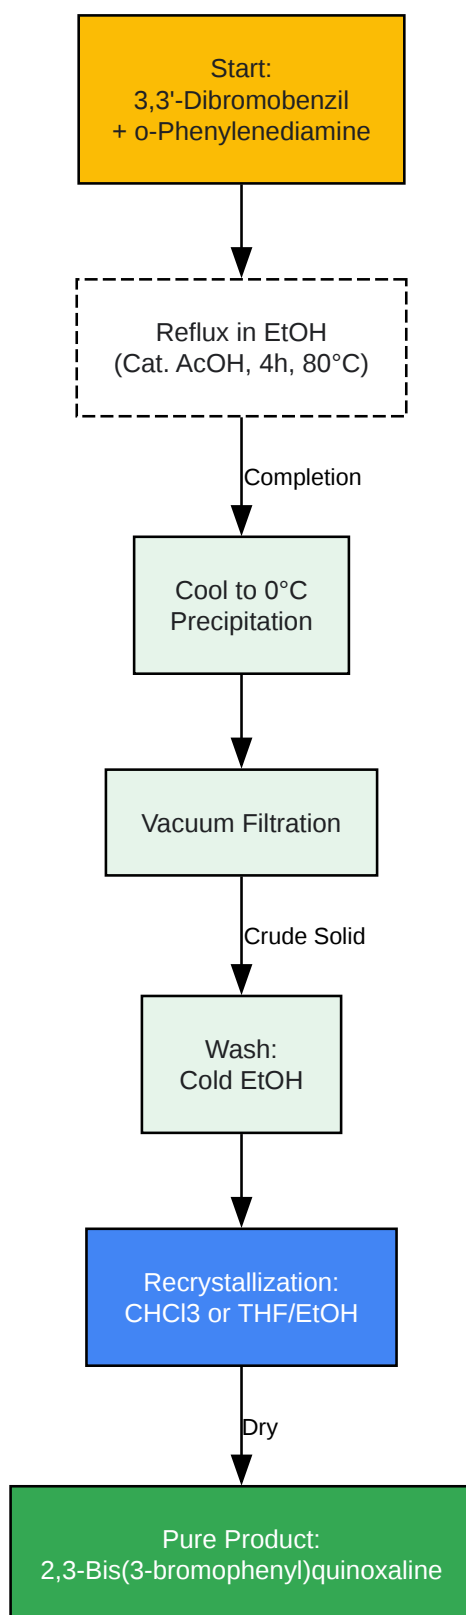 Start:
3,3'-Dibromobenzil
+ o-Phenylenediamine
Reflux in EtOH
(Cat. AcOH, 4h, 80°C)
Completion
Cool to 0°C
Precipitation
Vacuum Filtration
Crude Solid
Wash:
Cold EtOH
Recrystallization:
CHCl3 or THF/EtOH
Dry
Pure Product:
2,3-Bis(3-bromophenyl)quinoxaline